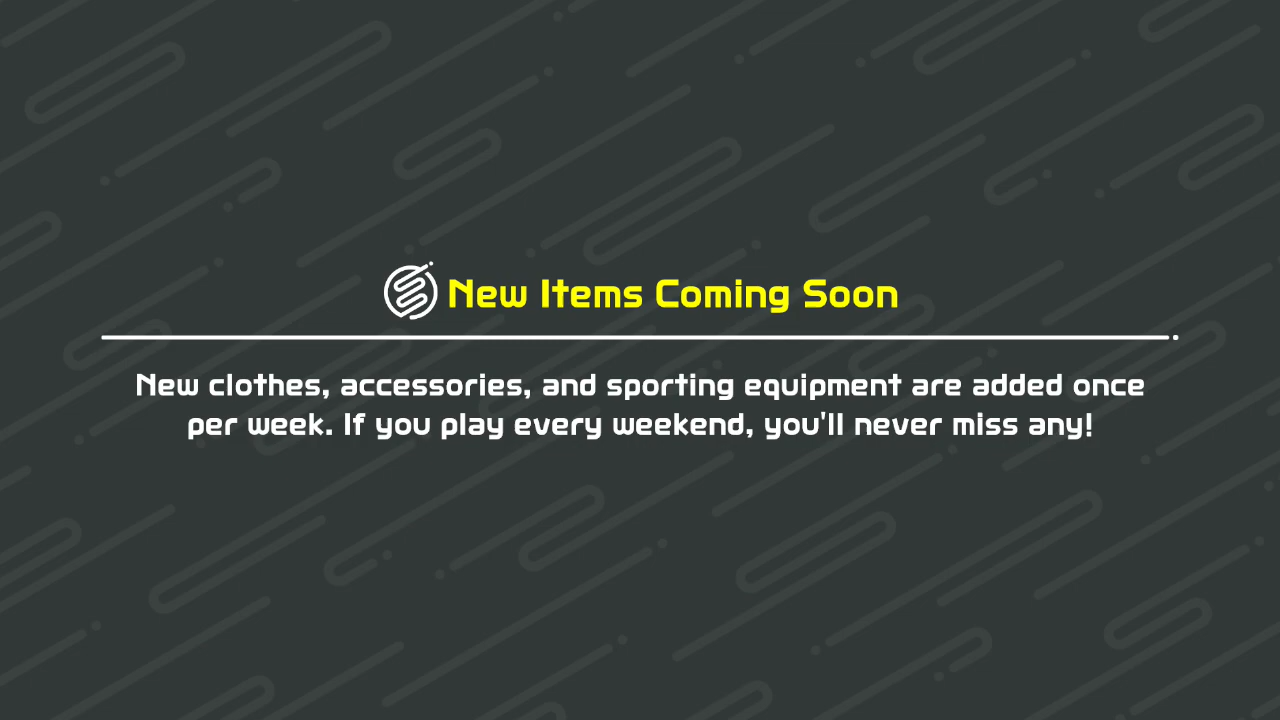 New Items Coming Soon
New clothes, accessories, and sporting equipment are added once
per week. If you play every weekend, you'll never miss any!